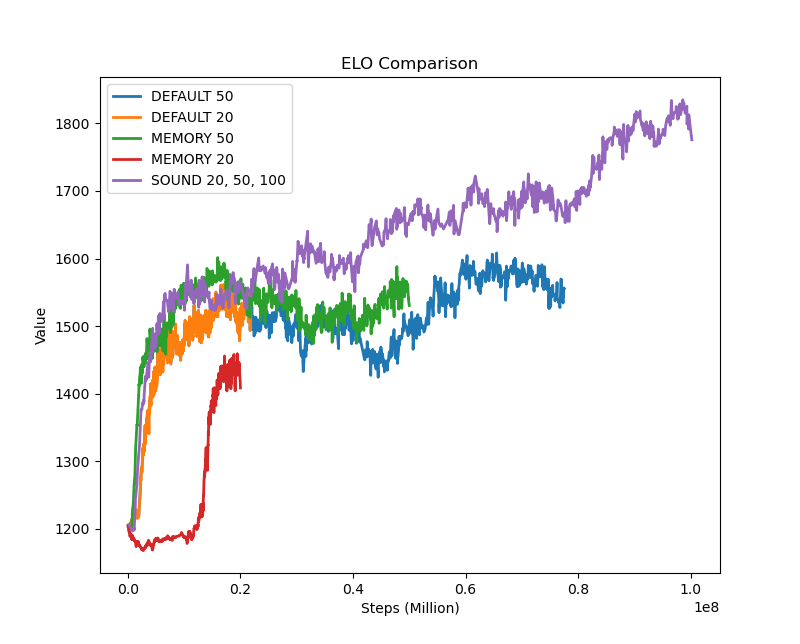 ELO Comparison
DEFAULT 50
DEFAULT 20
MEMORY 50
MEMORY 20
SOUND 20, 50, 100
1800
1700
1600
1500
1400
1300
1200
Value
0.0 0.2 0.4 0.6 0.8 1.0
1e8
Steps (Million)